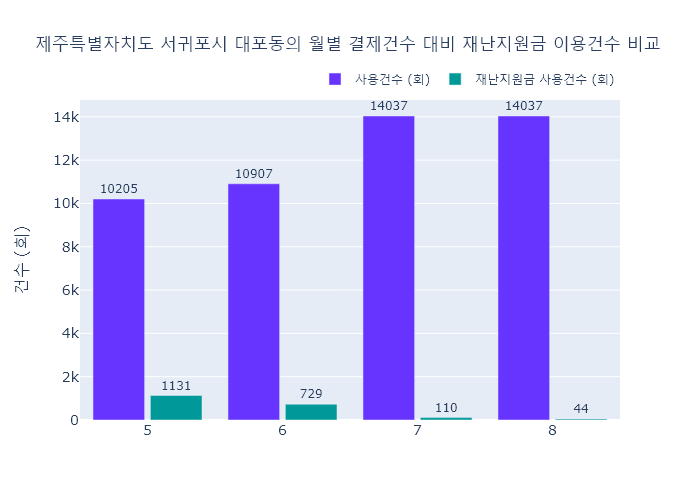 제주특별자치도 서귀포시 대포동의 월별 결제건수 대비 재난지원금 이용건수 비교
사용건수 (회) 재난지원금 사용건수 (회)
14k
12k
10k
8k
6k
4k
2k
0
건수 (회)
10205
1131
10907
729
14037
110
14037
44
5 6 7 8